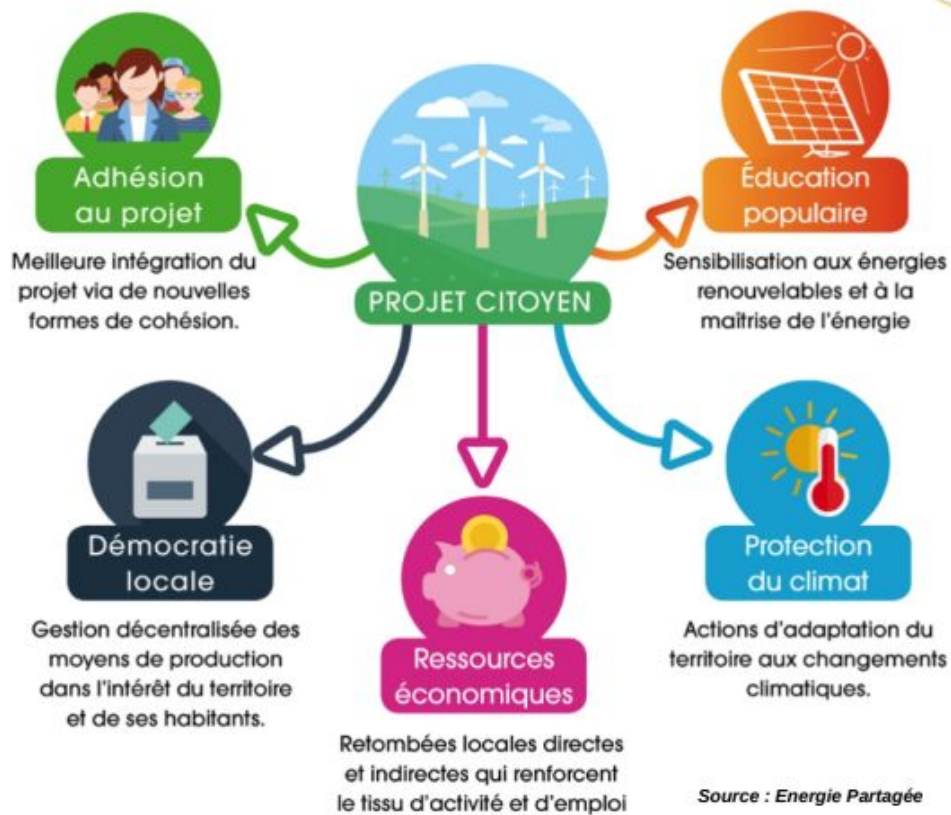 Adhésion
au projet
Meilleure intégration du
projet via de nouvelles
formes de cohésion.
PROJET CITOYEN
Éducation
populaire
Sensibilisation aux énergies
renouvelables et à la
maîtrise de l'énergie
Démocratie
locale
Gestion décentralisée des
moyens de production
dans l'intérêt du territoire
et de ses habitants.
Ressources
économiques
Retombées locales directes
et indirectes qui renforcent
le tissu d'activité et d'emploi
Protection
du climat
Actions d'adaptation du
territoire aux changements
climatiques.
Source : Energie Partagée